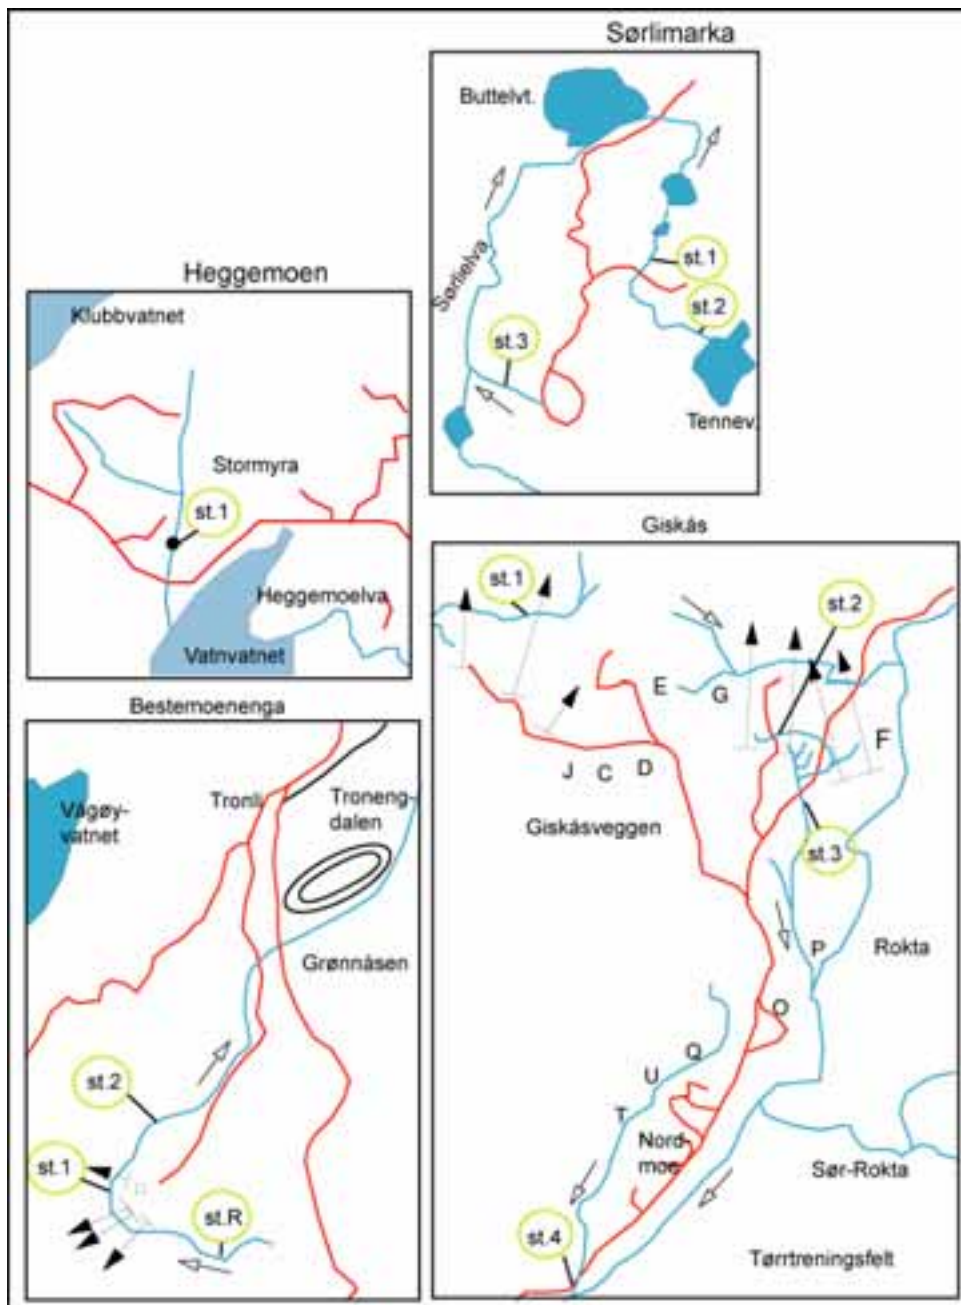 Sørlimarka
Buttelvt.
Sørlielva
st.1
st.2
st.3
Tennev.
Heggemoen
Klubbvatnet
Stormyra
st.1
Heggemoelva
Vatnvatnet
Giskås
st.1
st.2
E
G
F
J
C
D
Giskåsveggen
st.3
P
Rokta
O
Q
U
T
Nord-
moe
Sør-Rokta
st.4
Tørrtreningsfelt
Bestemoenenga
Vågøy-
vatnet
Tronli
Troneng-
dalen
Grønnåsen
st.2
st.1
st.R